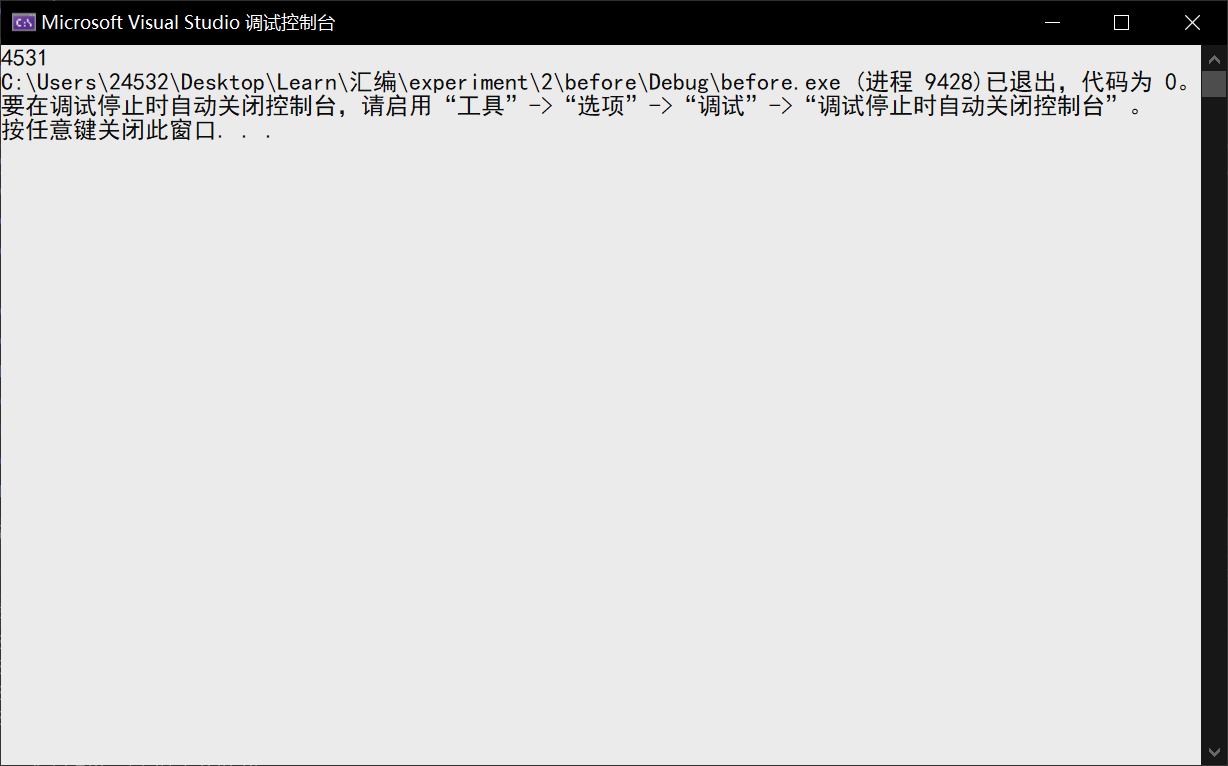 Microsoft Visual Studio 调试控制台
4531
C:\Users\24532\Desktop\Learn\汇编\experiment\2\before\Debug\before.exe (进程 9428)已退出，代码为 0。
要在调试停止时自动关闭控制台，请启用“工具”->“选项”->“调试”->“调试停止时自动关闭控制台”。
按任意键关闭此窗口. . .